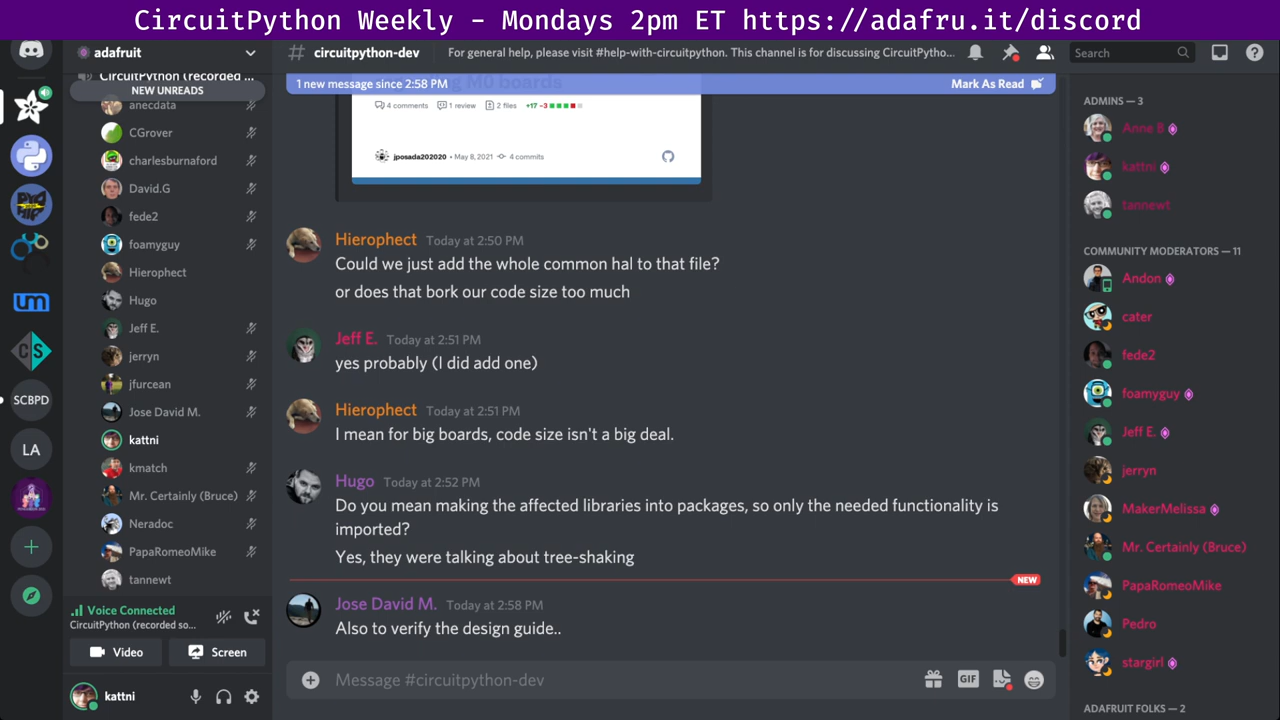 CircuitPython Weekly - Mondays 2pm ET https://adafru.it/discord
adafruit
CircuitPython (recorded ...
NEW UNREADS
anecdata
CGrover
charlesburnaford
David.G
fede2
foamyguy
Hierophect
Hugo
Jeff E.
jerryn
jfurcean
Jose David M.
kattni
kmatch
Mr. Certainly (Bruce)
Neradoc
PapaRomeoMike
tannewt
UM
CS
SCBPD
LA
Voice Connected
CircuitPython (recorded so...
Video
Screen
kattni
# circuitpython-dev
For general help, please visit #help-with-circuitpython. This channel is for discussing CircuitPytho...
Search
1 new message since 2:58 PM
Mark As Read
M0 boards
4 comments 1 review 2 files +17 -3
jposada202020 • May 8, 2021 4 commits
Hierophect Today at 2:50 PM
Could we just add the whole common hal to that file?
or does that bork our code size too much
Jeff E. Today at 2:51 PM
yes probably (I did add one)
Hierophect Today at 2:51 PM
I mean for big boards, code size isn't a big deal.
Hugo Today at 2:52 PM
Do you mean making the affected libraries into packages, so only the needed functionality is
imported?
Yes, they were talking about tree-shaking
NEW
Jose David M. Today at 2:58 PM
Also to verify the design guide..
Message #circuitpython-dev
GIF
ADMINS — 3
Anne B
kattni
tannewt
COMMUNITY MODERATORS — 11
Andon
cater
fede2
foamyguy
Jeff E.
jerryn
MakerMelissa
Mr. Certainly (Bruce)
PapaRomeoMike
Pedro
stargirl
ADAFRUIT FOLKS — 2